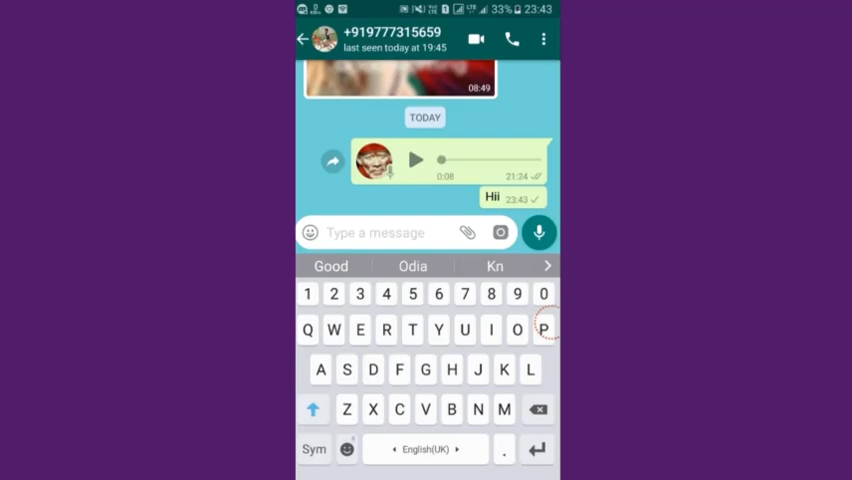 33% 23:43
+919777315659
last seen today at 19:45
08:49
TODAY
0:08 21:24
Hii 23:43
Type a message
Good Odia Kn
1 2 3 4 5 6 7 8 9 0
Q W E R T Y U I O P
A S D F G H J K L
Z X C V B N M
Sym English(UK) .